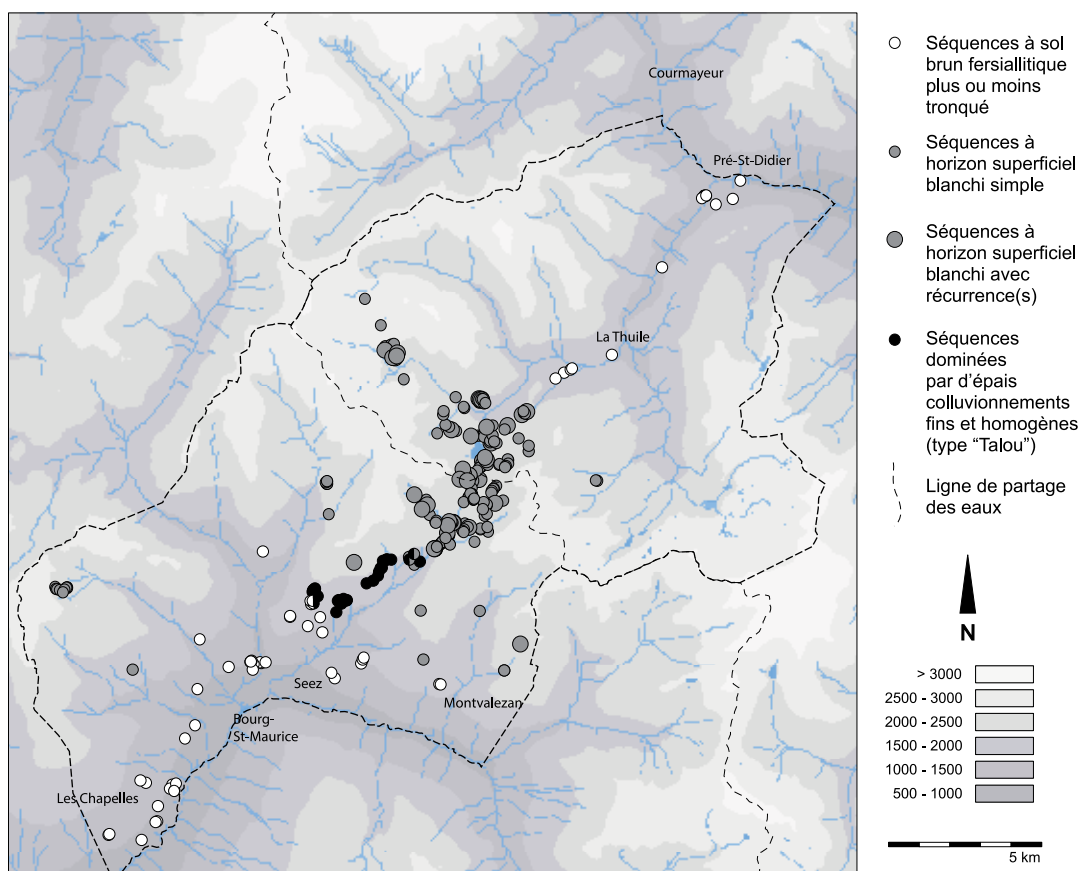 Courmayeur
Pré-St-Didier
La Thuile
Seez
Montvalezan
Bourg-
St-Maurice
Les Chapelles
Séquences à sol
brun fersiallitique
plus ou moins
tronqué
Séquences à
horizon superficiel
blanchi simple
Séquences à
horizon superficiel
blanchi avec
récurrence(s)
Séquences
dominées
par d'épais
colluvionnements
fins et homogènes
(type “Talou”)
Ligne de partage
des eaux
N
> 3000
2500 - 3000
2000 - 2500
1500 - 2000
1000 - 1500
500 - 1000
5 km